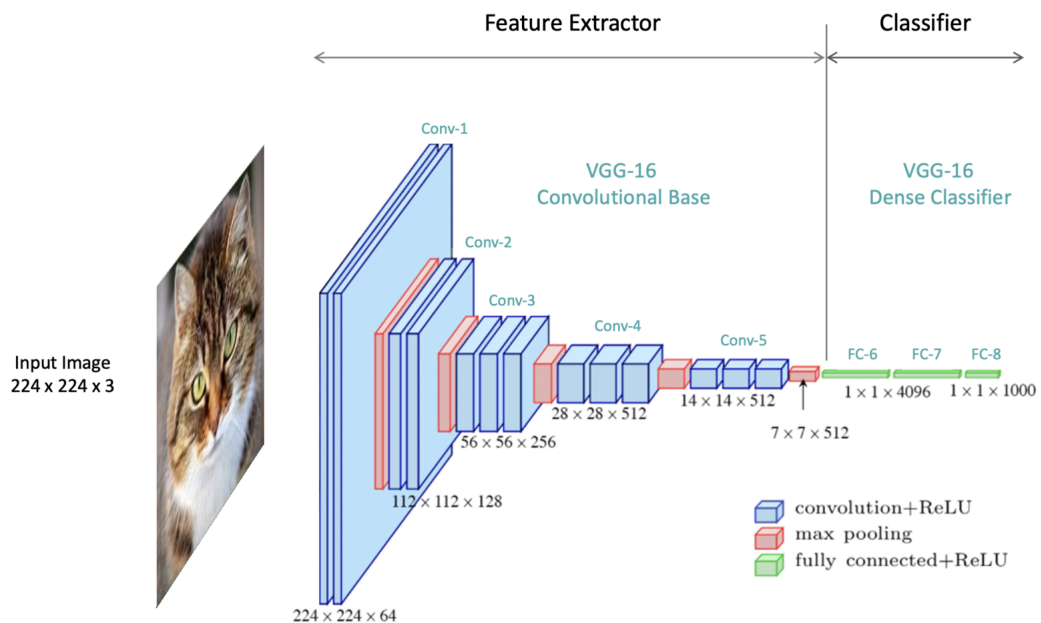 Feature Extractor
Classifier
Conv-1
VGG-16
Convolutional Base
VGG-16
Dense Classifier
Conv-2
Conv-3
Conv-4
Conv-5
FC-6
FC-7
FC-8
Input Image
224 x 224 x 3
1 × 1 × 4096
1 × 1 × 1000
14 × 14 × 512
28 × 28 × 512
7 × 7 × 512
56 × 56 × 256
112 × 112 × 128
convolution+ReLU
max pooling
fully connected+ReLU
224 × 224 × 64